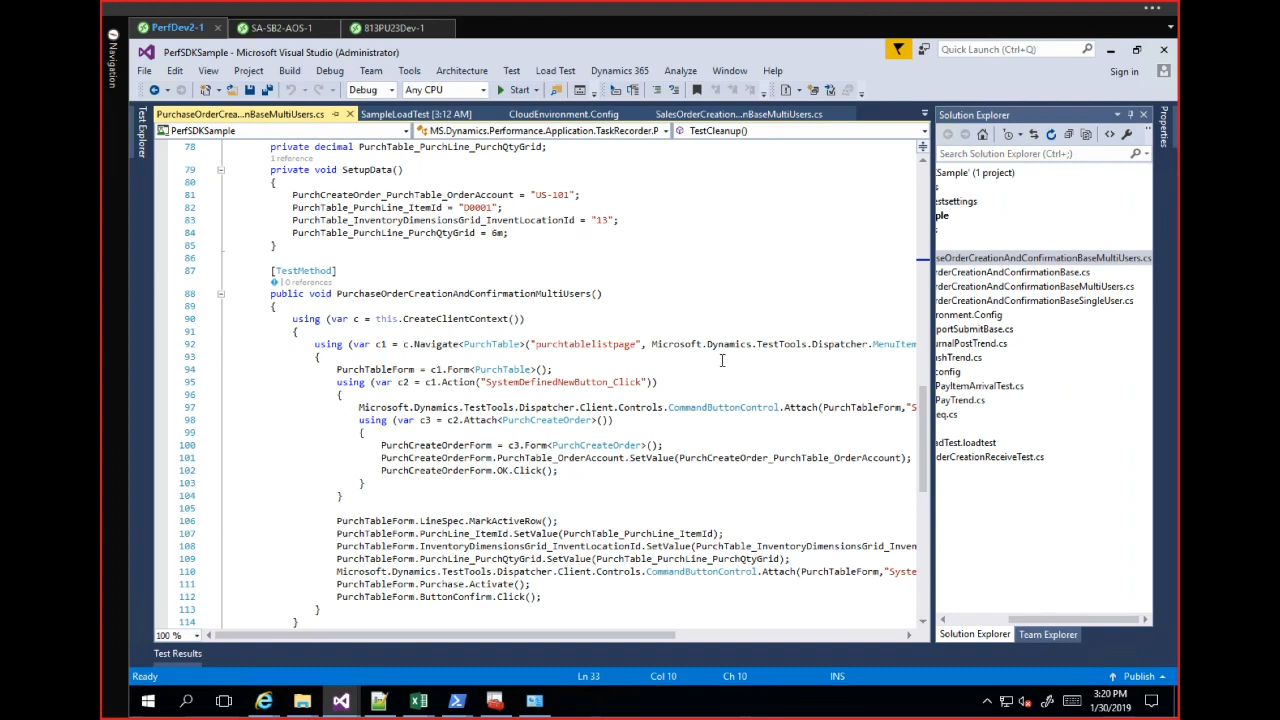 PerfDev2-1
SA-SB2-AOS-1
813PU23Dev-1
Navigation
PerfSDKSample - Microsoft Visual Studio (Administrator)
Quick Launch (Ctrl+Q)
File Edit View Project Build Debug Team Tools Architecture Test Load Test Dynamics 365 Analyze Window Help
Sign in
Debug Any CPU Start
Test Explorer
PurchaseOrderCrea...nBaseMultiUsers.cs SampleLoadTest [3:12 AM] CloudEnvironment.Config SalesOrderCreation...nBaseMultiUsers.cs
PerfSDKSample MS.Dynamics.Performance.Application.TaskRecorder.P TestCleanup()
78 private decimal PurchTable_PurchLine_PurchQtyGrid;
1 reference
79 private void SetupData()
80 {
81 PurchCreateOrder_PurchTable_OrderAccount = "US-101";
82 PurchTable_PurchLine_ItemId = "D0001";
83 PurchTable_InventoryDimensionsGrid_InventLocationId = "13";
84 PurchTable_PurchLine_PurchQtyGrid = 6m;
85 }
86
87 [TestMethod]
| 0 references
88 public void PurchaseOrderCreationAndConfirmationMultiUsers()
89 {
90 using (var c = this.CreateClientContext())
91 {
92 using (var c1 = c.Navigate<PurchTable>("purchtablelistpage", Microsoft.Dynamics.TestTools.Dispatcher.MenuItem
93 {
94 PurchTableForm = c1.Form<PurchTable>();
95 using (var c2 = c1.Action("SystemDefinedNewButton_Click"))
96 {
97 Microsoft.Dynamics.TestTools.Dispatcher.Client.Controls.CommandButtonControl.Attach(PurchTableForm,"S
98 using (var c3 = c2.Attach<PurchCreateOrder>())
99 {
100 PurchCreateOrderForm = c3.Form<PurchCreateOrder>();
101 PurchCreateOrderForm.PurchTable_OrderAccount.SetValue(PurchCreateOrder_PurchTable_OrderAccount);
102 PurchCreateOrderForm.OK.Click();
103 }
104 }
105
106 PurchTableForm.LineSpec.MarkActiveRow();
107 PurchTableForm.PurchLine_ItemId.SetValue(PurchTable_PurchLine_ItemId);
108 PurchTableForm.InventoryDimensionsGrid_InventLocationId.SetValue(PurchTable_InventoryDimensionsGrid_Inven
109 PurchTableForm.PurchLine_PurchQtyGrid.SetValue(PurchTable_PurchLine_PurchQtyGrid);
110 Microsoft.Dynamics.TestTools.Dispatcher.Client.Controls.CommandButtonControl.Attach(PurchTableForm,"Syste
111 PurchTableForm.Purchase.Activate();
112 PurchTableForm.ButtonConfirm.Click();
113 }
114 }
100 %
Test Results
Solution Explorer
Search Solution Explorer (Ctrl+;)
Sample' (1 project)
s
estsettings
ple
s
seOrderCreationAndConfirmationBaseMultiUsers.cs
rderCreationAndConfirmationBase.cs
rderCreationAndConfirmationBaseMultiUsers.cs
rderCreationAndConfirmationBaseSingleUser.cs
ronment.Config
portSubmitBase.cs
urnalPostTrend.cs
ashTrend.cs
PayItemArrivalTest.cs
PayTrend.cs
eq.cs
adTest.loadtest
rderCreationReceiveTest.cs
Solution Explorer Team Explorer
Properties
Ready Ln 33 Col 10 Ch 10 INS Publish
3:20 PM
1/30/2019